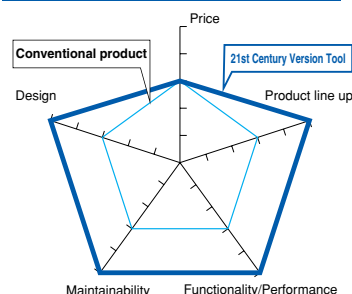 Price
Conventional product
21st Century Version Tool
Design
Product line up
Maintainability
Functionality/Performance